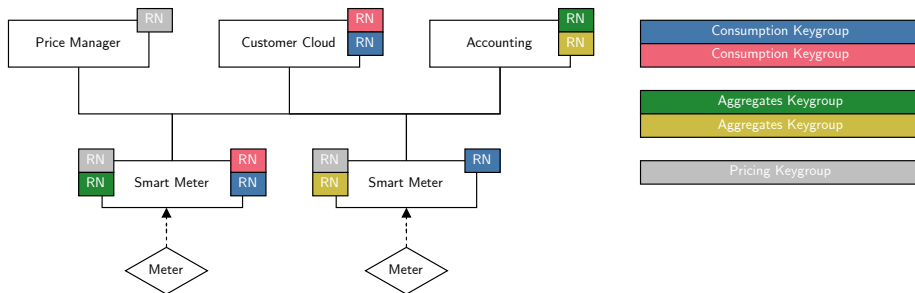 RN
Price Manager
RN
Customer Cloud
RN
RN
Accounting
RN
Consumption Keygroup
Consumption Keygroup
Aggregates Keygroup
Aggregates Keygroup
Pricing Keygroup
RN
RN
Smart Meter
RN
RN
RN
RN
Smart Meter
RN
Meter
Meter